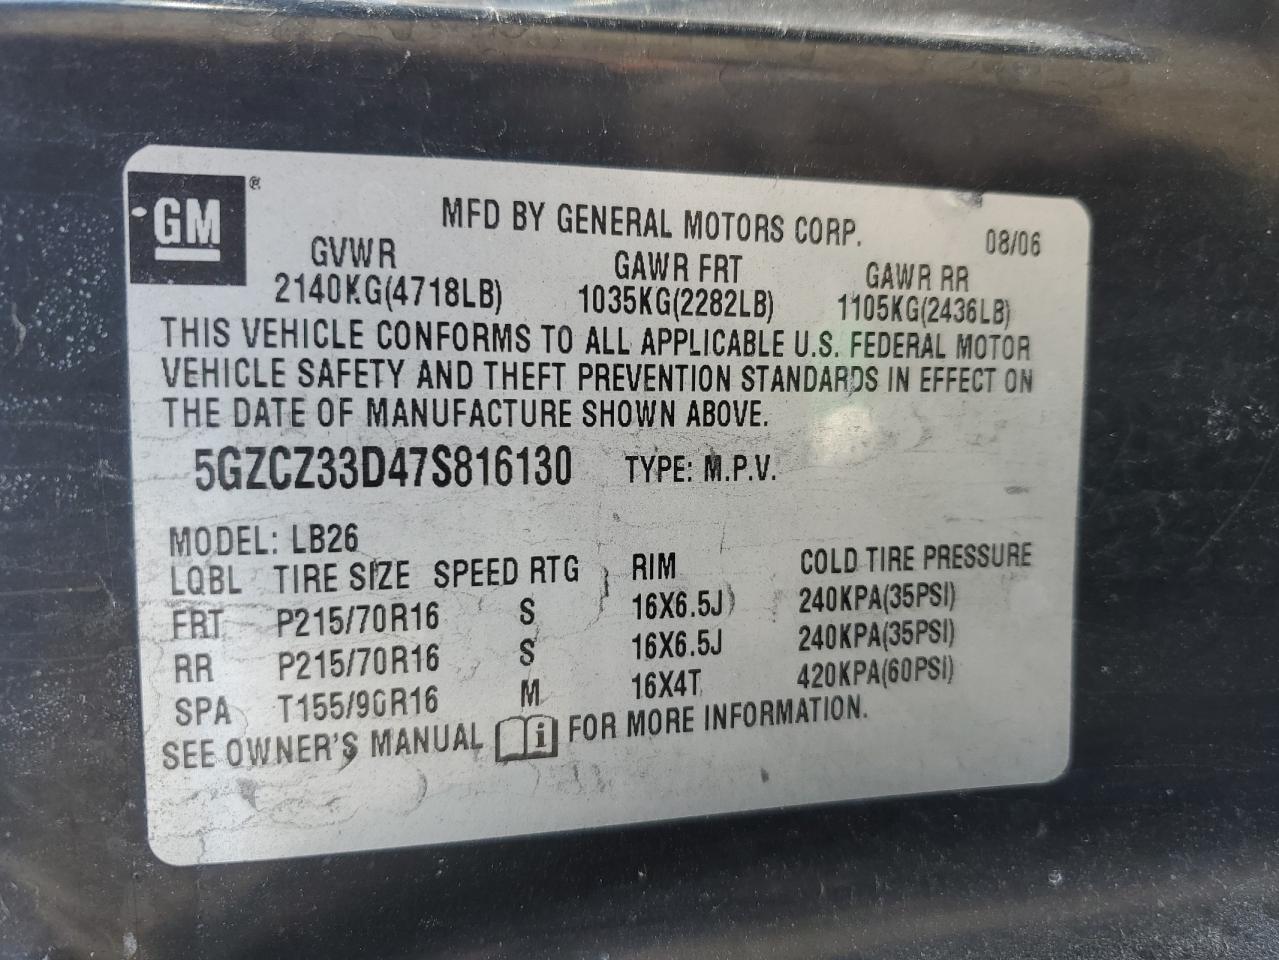 GM ®
MFD BY GENERAL MOTORS CORP. 08/06
GVWR GAWR FRT GAWR RR
2140KG(4718LB) 1035KG(2282LB) 1105KG(2436LB)
THIS VEHICLE CONFORMS TO ALL APPLICABLE U.S. FEDERAL MOTOR
VEHICLE SAFETY AND THEFT PREVENTION STANDARDS IN EFFECT ON
THE DATE OF MANUFACTURE SHOWN ABOVE.
5GZCZ33D47S816130 TYPE: M.P.V.
MODEL: LB26
LQBL TIRE SIZE SPEED RTG RIM COLD TIRE PRESSURE
FRT P215/70R16 S 16X6.5J 240KPA(35PSI)
RR P215/70R16 S 16X6.5J 240KPA(35PSI)
SPA T155/90R16 M 16X4T 420KPA(60PSI)
SEE OWNER'S MANUAL i FOR MORE INFORMATION.